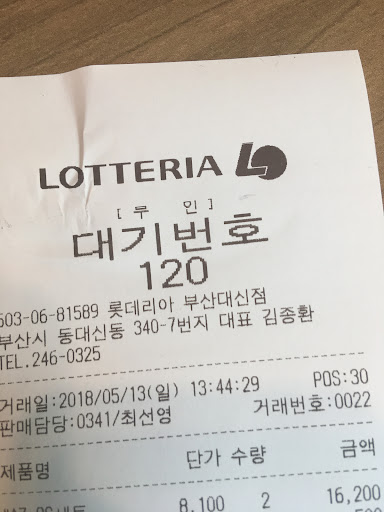 LOTTERIA
[무 인]
대기번호
120
503-06-81589 롯데리아 부산대신점
부산시 동대신동 340-7번지 대표 김종환
TEL.246-0325
거래일:2018/05/13(일) 13:44:29 POS:30
판매담당:0341/최선영 거래번호:0022
제품명 단가 수량 금액
8,100 2 16,200